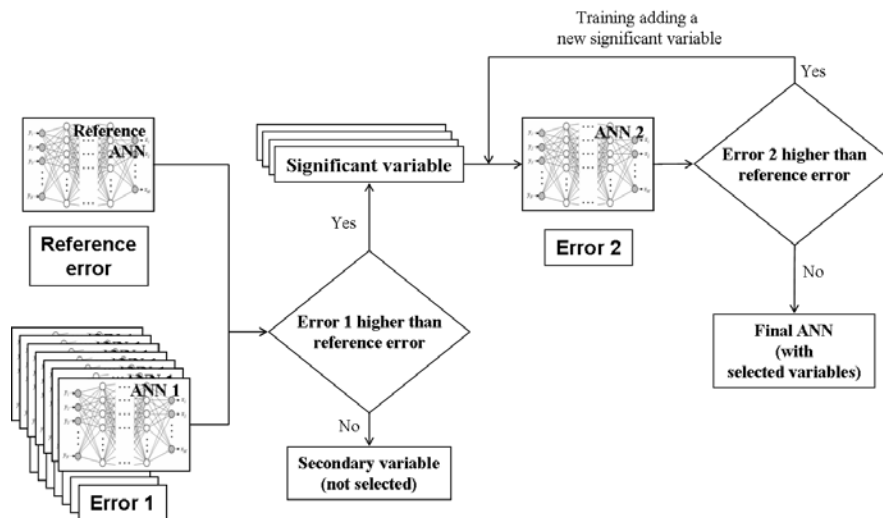 Training adding a
new significant variable
Yes
Reference
ANN
Significant variable
ANN 2
Error 2 higher than
reference error
Reference
error
Yes
Error 2
No
Error 1 higher than
reference error
Final ANN
(with
selected variables)
ANN 1
No
Secondary variable
(not selected)
Error 1